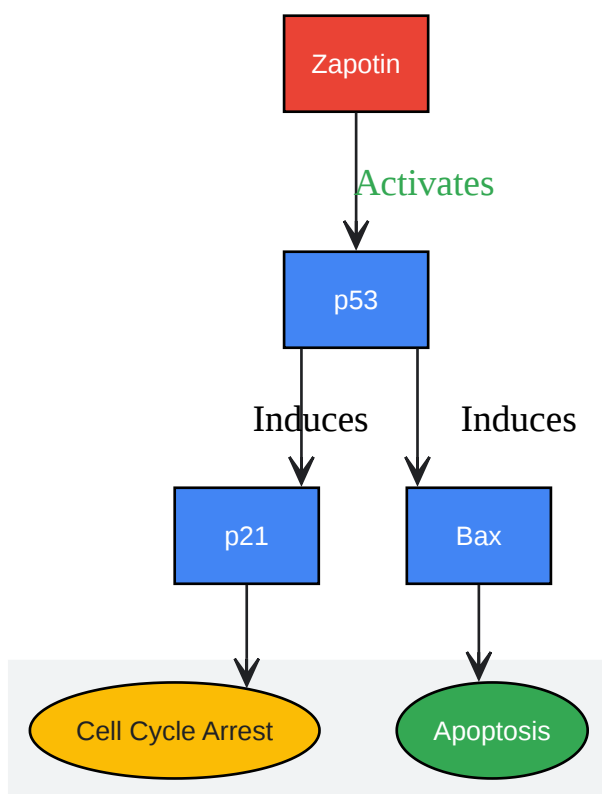 Zapotin
Activates
p53
Induces
Induces
p21
Bax
Cell Cycle Arrest
Apoptosis